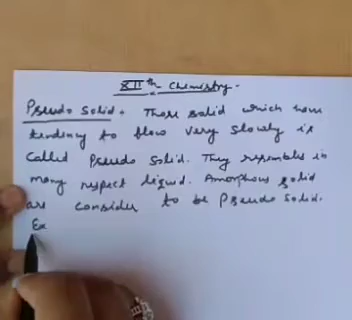 XIIth Chemistry.
Pseudo Solid. Those solid which have
tendency to flow very slowly is
called Pseudo solid. They resembles in
many respect liquid. Amorphous solid
are consider to be Pseudo solid.
Ex